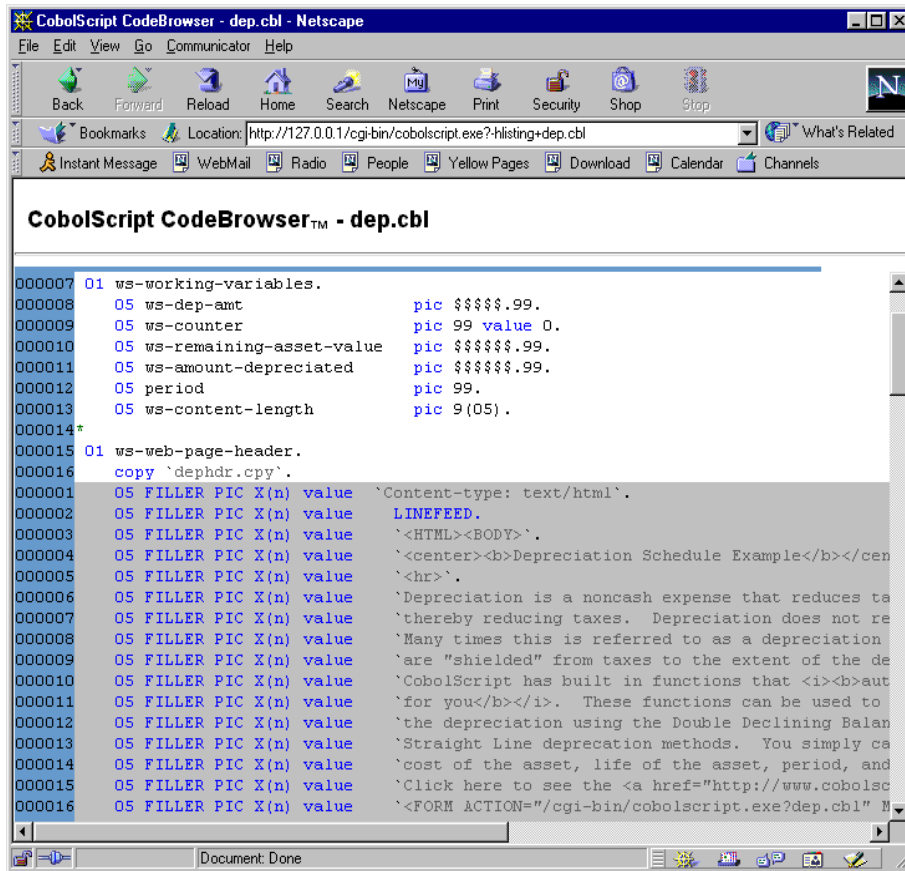 CobolScript CodeBrowser - dep.cbl - Netscape
File Edit View Go Communicator Help
Back Forward Reload Home Search Netscape Print Security Shop Stop
Bookmarks Location: http://127.0.0.1/cgi-bin/cobolscript.exe?-hlisting+dep.cbl What's Related
Instant Message WebMail Radio People Yellow Pages Download Calendar Channels
CobolScript CodeBrowser™ - dep.cbl
000007 01 ws-working-variables.
000008 05 ws-dep-amt pic $$$$$.99.
000009 05 ws-counter pic 99 value 0.
000010 05 ws-remaining-asset-value pic $$$$$$.99.
000011 05 ws-amount-depreciated pic $$$$$$.99.
000012 05 period pic 99.
000013 05 ws-content-length pic 9(05).
000014*
000015 01 ws-web-page-header.
000016 copy `dephdr.cpy`.
000001 05 FILLER PIC X(n) value `Content-type: text/html`.
000002 05 FILLER PIC X(n) value LINEFEED.
000003 05 FILLER PIC X(n) value `<HTML><BODY>`.
000004 05 FILLER PIC X(n) value `<center><b>Depreciation Schedule Example</b></cen
000005 05 FILLER PIC X(n) value `<hr>`.
000006 05 FILLER PIC X(n) value `Depreciation is a noncash expense that reduces ta
000007 05 FILLER PIC X(n) value `thereby reducing taxes.  Depreciation does not re
000008 05 FILLER PIC X(n) value `Many times this is referred to as a depreciation
000009 05 FILLER PIC X(n) value `are "shielded" from taxes to the extent of the de
000010 05 FILLER PIC X(n) value `CobolScript has built in functions that <i><b>aut
000011 05 FILLER PIC X(n) value `for you</b></i>.  These functions can be used to
000012 05 FILLER PIC X(n) value `the depreciation using the Double Declining Balan
000013 05 FILLER PIC X(n) value `Straight Line deprecation methods.  You simply ca
000014 05 FILLER PIC X(n) value `cost of the asset, life of the asset, period, and
000015 05 FILLER PIC X(n) value `Click here to see the <a href="http://www.cobolsc
000016 05 FILLER PIC X(n) value `<FORM ACTION="/cgi-bin/cobolscript.exe?dep.cbl" M
Document: Done